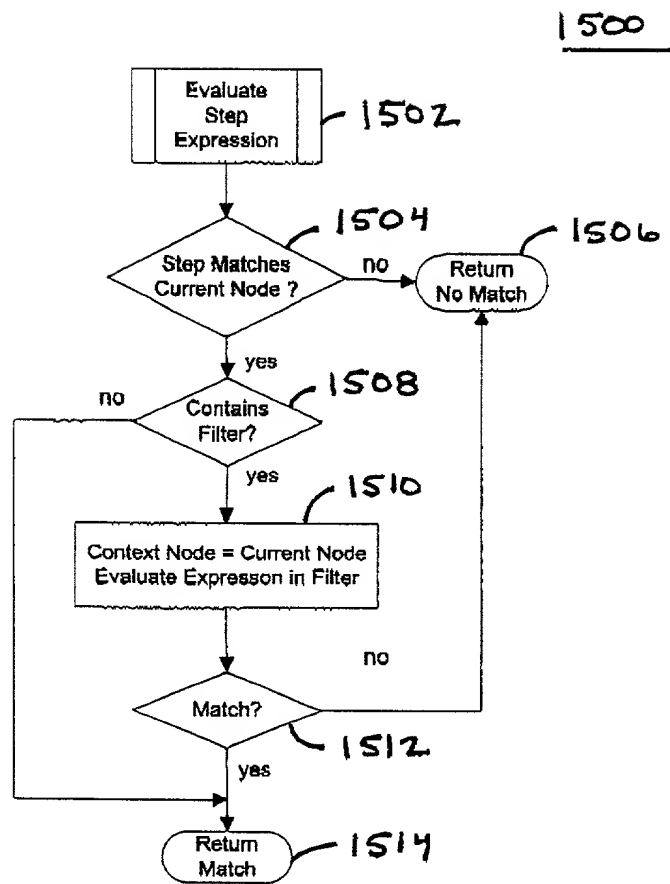 1500
Evaluate
Step
Expression
1502
1504
Step Matches
Current Node ?
no
Return
No Match
1506
yes
no
Contains
Filter?
1508
yes
1510
Context Node = Current Node
Evaluate Expresson in Filter
no
Match?
1512
yes
Return
Match
1514